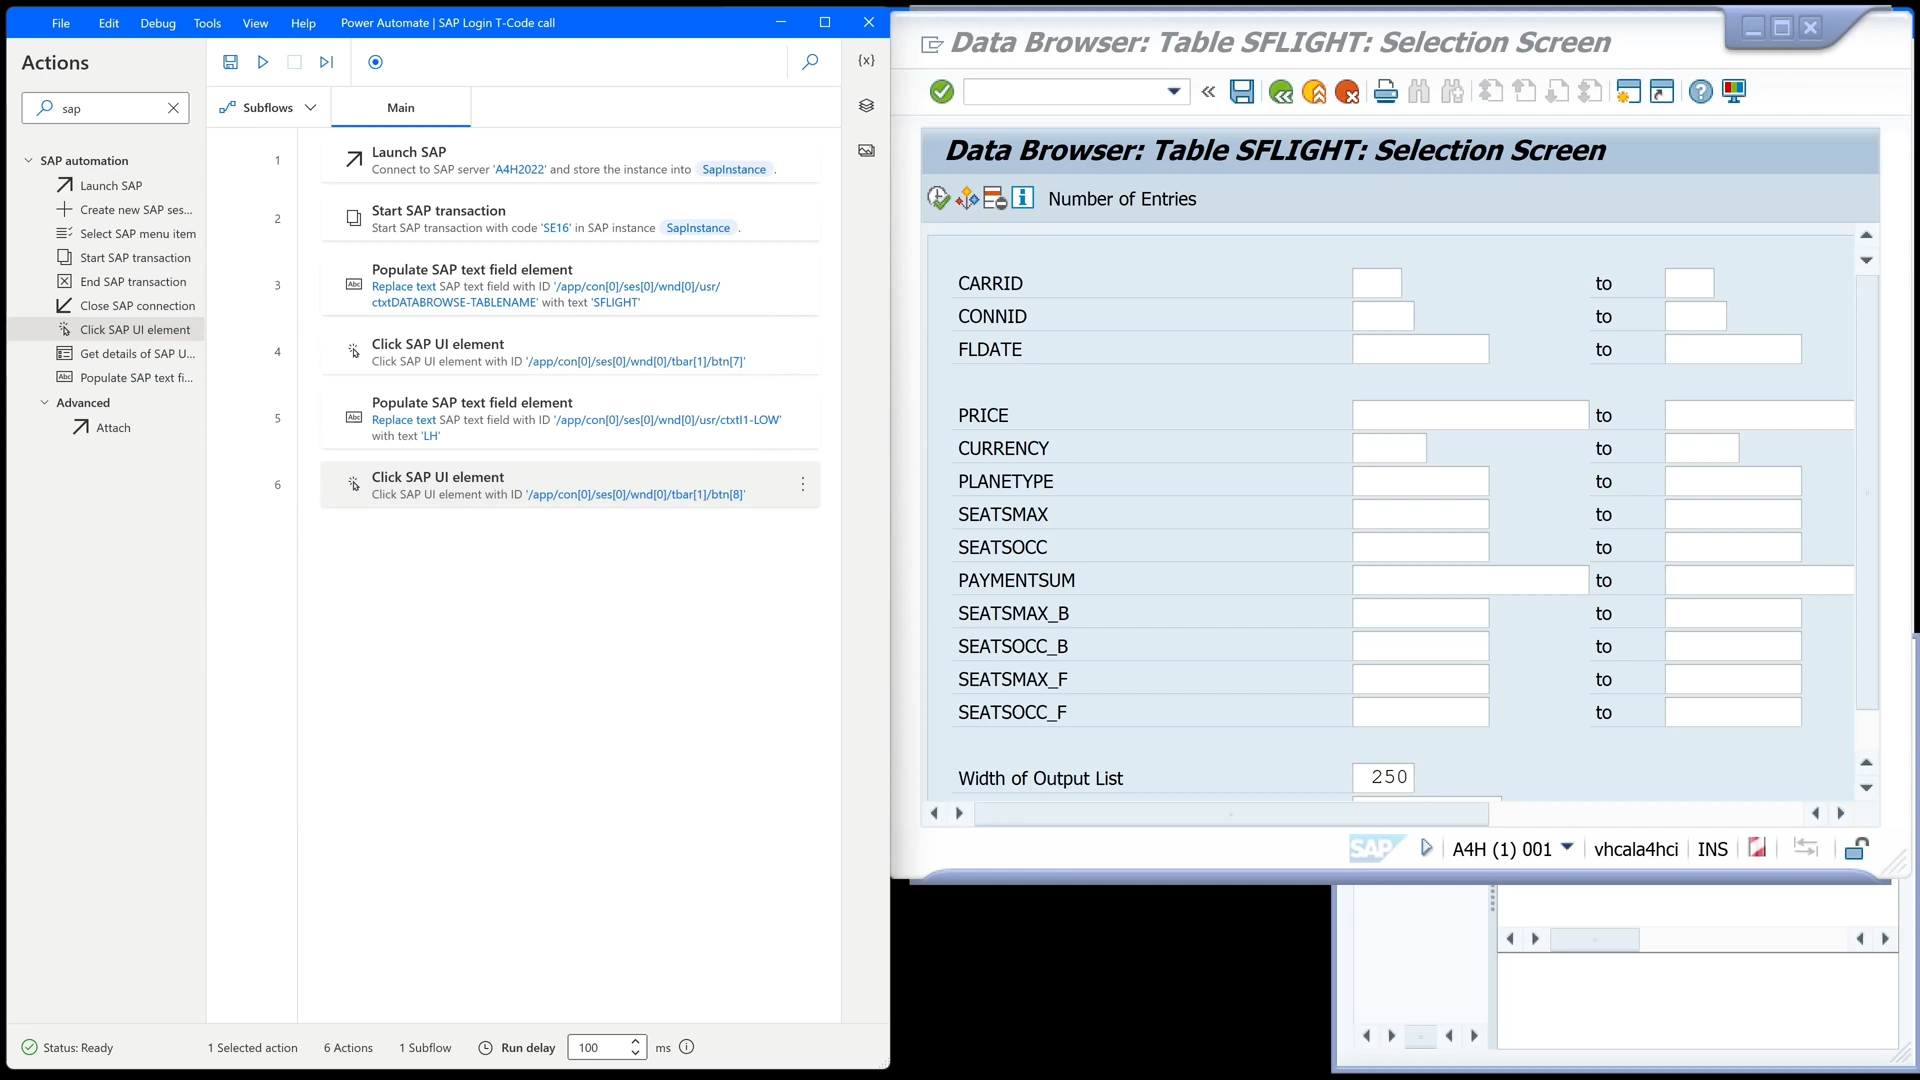 File Edit Debug Tools View Help Power Automate | SAP Login T-Code call
Actions
sap
SAP automation
Launch SAP
Create new SAP ses...
Select SAP menu item
Start SAP transaction
End SAP transaction
Close SAP connection
Click SAP UI element
Get details of SAP U...
Populate SAP text fi...
Advanced
Attach
Subflows
Main
{x}
1
Launch SAP
Connect to SAP server 'A4H2022' and store the instance into SapInstance .
2
Start SAP transaction
Start SAP transaction with code 'SE16' in SAP instance SapInstance .
3
Populate SAP text field element
Replace text SAP text field with ID '/app/con[0]/ses[0]/wnd[0]/usr/
ctxtDATABROWSE-TABLENAME' with text 'SFLIGHT'
4
Click SAP UI element
Click SAP UI element with ID '/app/con[0]/ses[0]/wnd[0]/tbar[1]/btn[7]'
5
Populate SAP text field element
Replace text SAP text field with ID '/app/con[0]/ses[0]/wnd[0]/usr/ctxtI1-LOW'
with text 'LH'
6
Click SAP UI element
Click SAP UI element with ID '/app/con[0]/ses[0]/wnd[0]/tbar[1]/btn[8]'
Abc
Abc
Abc
Status: Ready 1 Selected action 6 Actions 1 Subflow Run delay 100 ms
Data Browser: Table SFLIGHT: Selection Screen
Data Browser: Table SFLIGHT: Selection Screen
Number of Entries
CARRID to
CONNID to
FLDATE to
PRICE to
CURRENCY to
PLANETYPE to
SEATSMAX to
SEATSOCC to
PAYMENTSUM to
SEATSMAX_B to
SEATSOCC_B to
SEATSMAX_F to
SEATSOCC_F to
Width of Output List 250
SAP A4H (1) 001 vhcala4hci INS